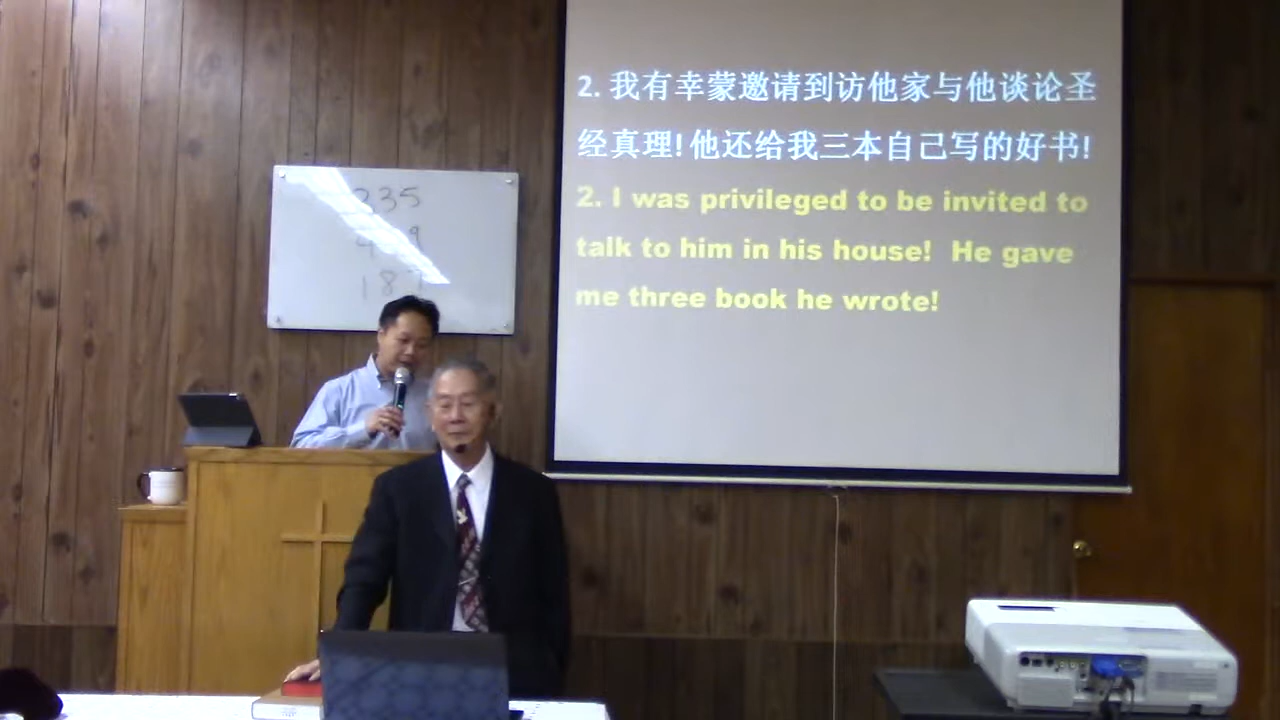 2. 我有幸蒙邀请到访他家与他谈论圣
经真理! 他还给我三本自己写的好书!
2. I was privileged to be invited to
talk to him in his house! He gave
me three book he wrote!
235